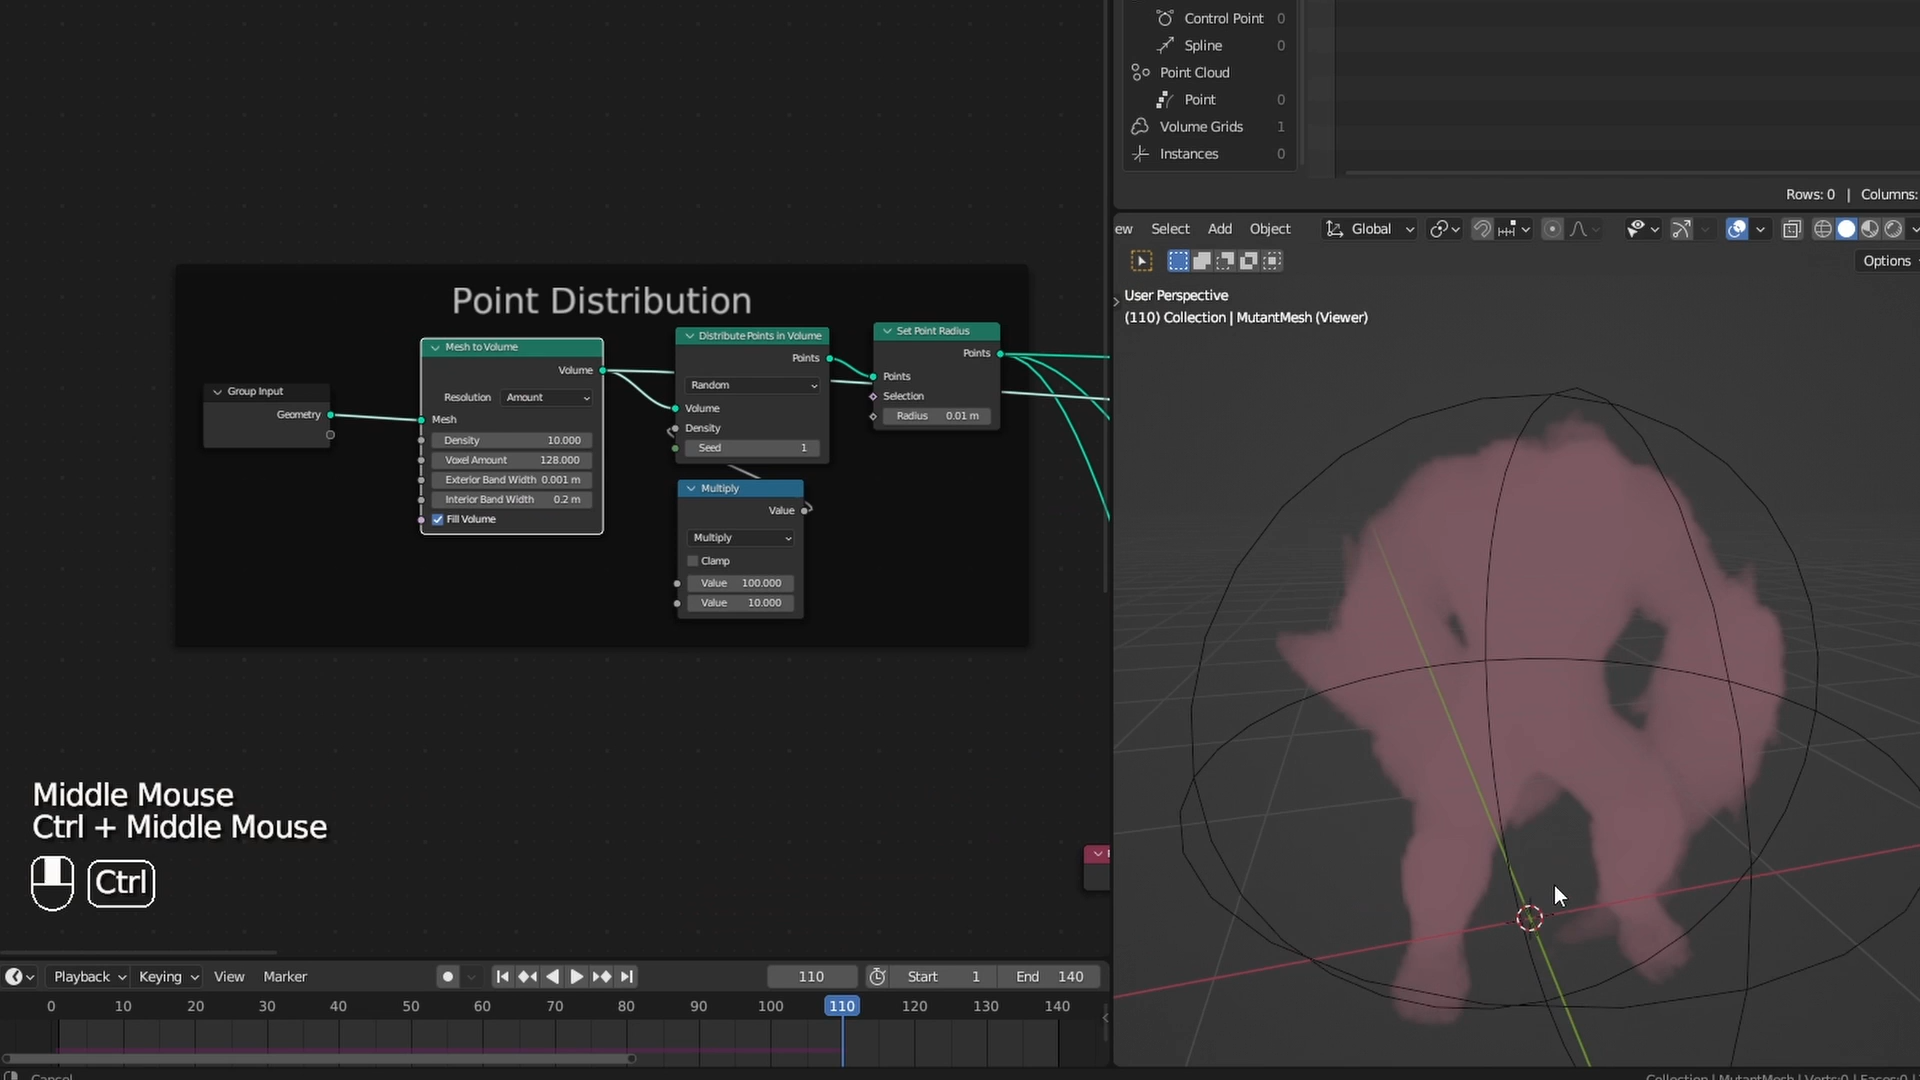 Control Point 0
Spline 0
Point Cloud
Point 0
Volume Grids 1
Instances 0
Rows: 0 | Columns:
ew Select Add Object Global
Options
User Perspective
(110) Collection | MutantMesh (Viewer)
Point Distribution
Group Input
Geometry
Mesh to Volume
Volume
Resolution Amount
Mesh
Density 10.000
Voxel Amount 128.000
Exterior Band Width 0.001 m
Interior Band Width 0.2 m
Fill Volume
Distribute Points in Volume
Points
Random
Volume
Density
Seed 1
Multiply
Value
Multiply
Clamp
Value 100.000
Value 10.000
Set Point Radius
Points
Points
Selection
Radius 0.01 m
Middle Mouse
Ctrl + Middle Mouse
Ctrl
Playback Keying View Marker 110 Start 1 End 140
0 10 20 30 40 50 60 70 80 90 100 110 120 130 140